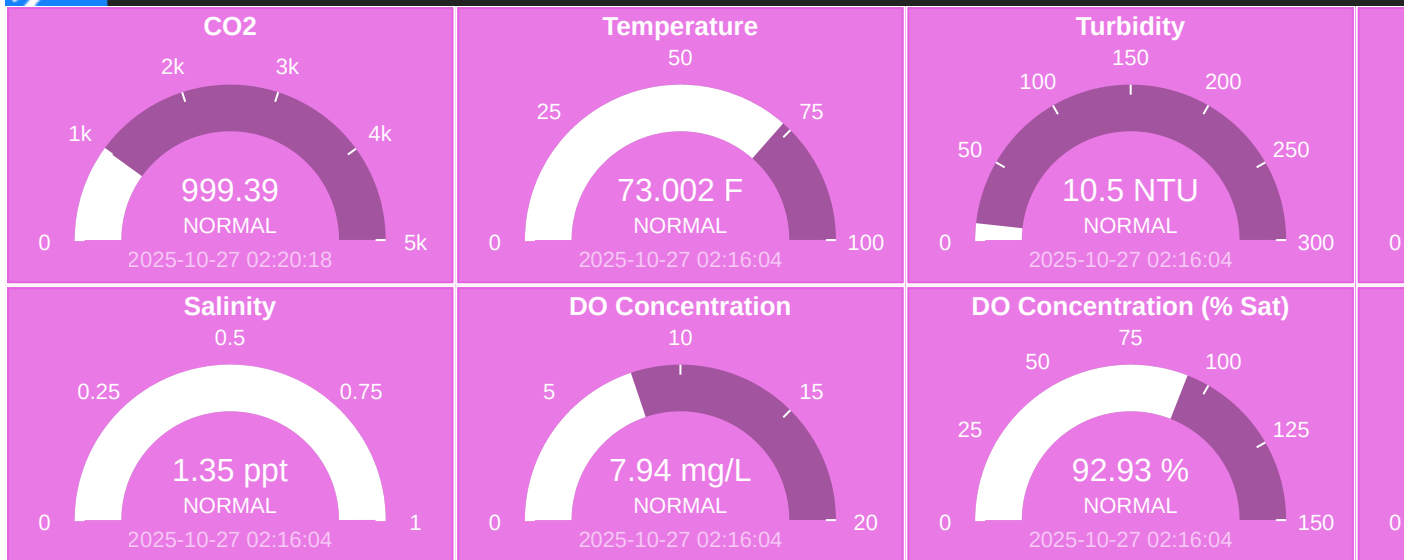 CO2
0
1k
2k
3k
4k
5k
999.39
NORMAL
2025-10-27 02:20:18
Temperature
0
25
50
75
100
73.002 F
NORMAL
2025-10-27 02:16:04
Turbidity
0
50
100
150
200
250
300
10.5 NTU
NORMAL
2025-10-27 02:16:04
0
Salinity
0
0.25
0.5
0.75
1
1.35 ppt
NORMAL
2025-10-27 02:16:04
DO Concentration
0
5
10
15
20
7.94 mg/L
NORMAL
2025-10-27 02:16:04
DO Concentration (% Sat)
0
25
50
75
100
125
150
92.93 %
NORMAL
2025-10-27 02:16:04
0